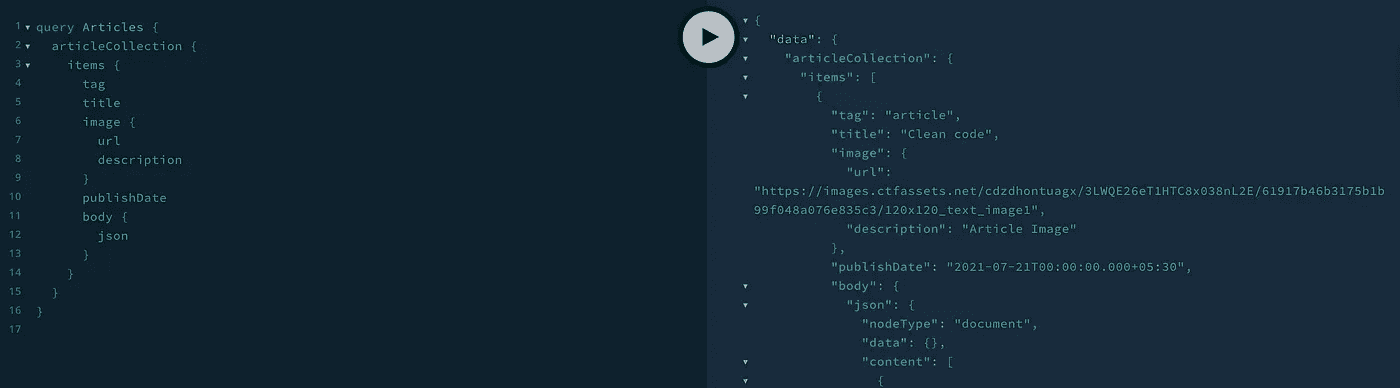 1 query Articles {
2 articleCollection {
3 items {
4 tag
5 title
6 image {
7 url
8 description
9 }
10 publishDate
11 body {
12 json
13 }
14 }
15 }
16 }
17
{
"data": {
"articleCollection": {
"items": [
{
"tag": "article",
"title": "Clean code",
"image": {
"url":
"https://images.ctfassets.net/cdzdhontuagx/3LWQE26eT1HTC8x038nL2E/61917b46b3175b1b
99f048a076e835c3/120x120_text_image1",
"description": "Article Image"
},
"publishDate": "2021-07-21T00:00:00.000+05:30",
"body": {
"json": {
"nodeType": "document",
"data": {},
"content": [
{